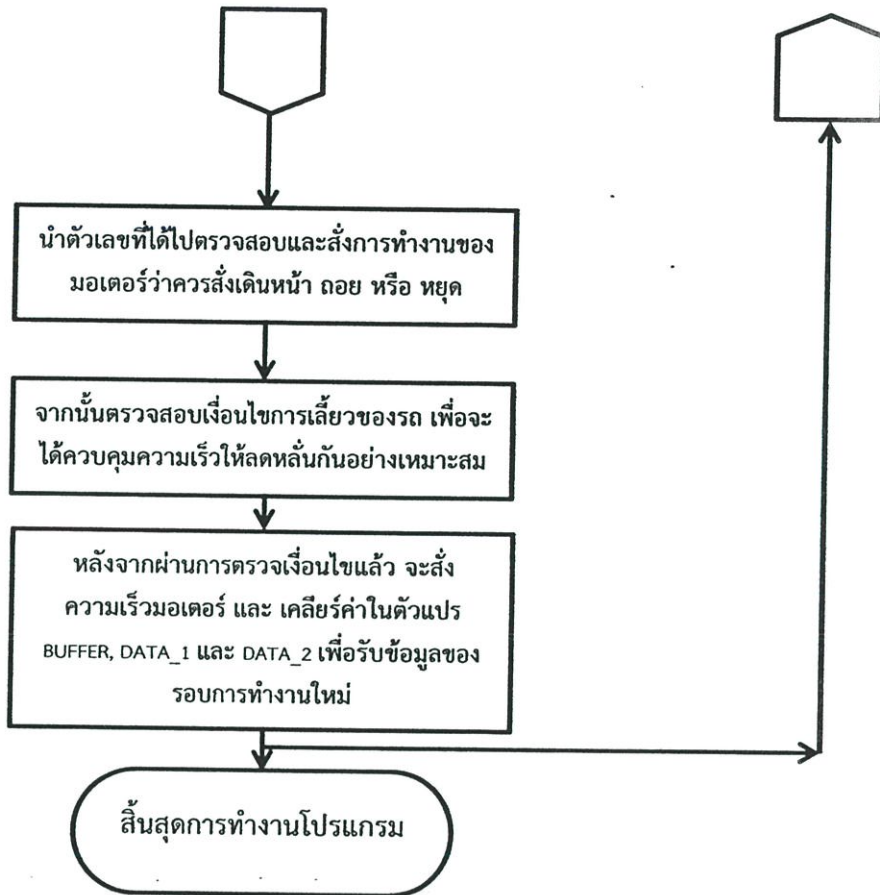 นำตัวเลขที่ได้ไปตรวจสอบและสั่งการทำงานของ
มอเตอร์ว่าควรสั่งเดินหน้า ถอย หรือ หยุด
จากนั้นตรวจสอบเงื่อนไขการเลี้ยวของรถ เพื่อจะ
ได้ควบคุมความเร็วให้ลดหลั่นกันอย่างเหมาะสม
หลังจากผ่านการตรวจเงื่อนไขแล้ว จะสั่ง
ความเร็วมอเตอร์ และ เคลียร์ค่าในตัวแปร
BUFFER, DATA_1 และ DATA_2 เพื่อรับข้อมูลของ
รอบการทำงานใหม่
สิ้นสุดการทำงานโปรแกรม